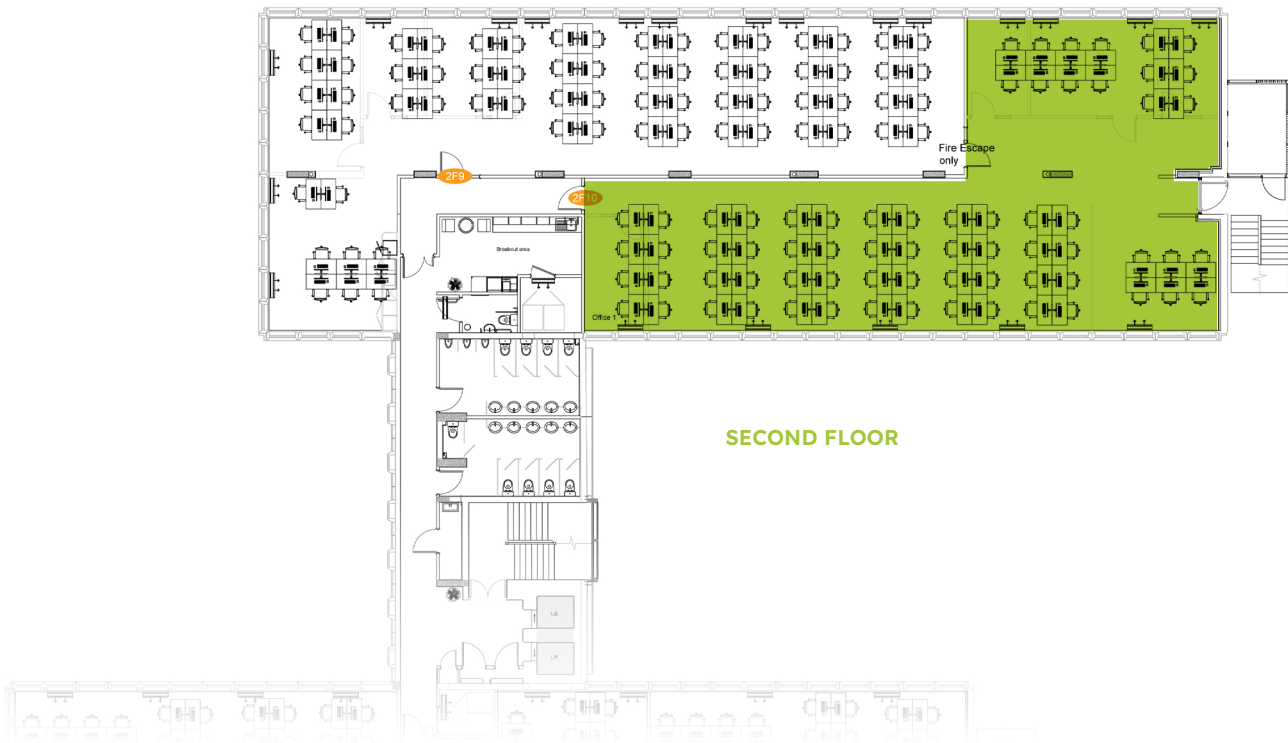 Fire Escape
only
2F9
2F10
Breakout area
Office 1
SECOND FLOOR
Lift
Lift